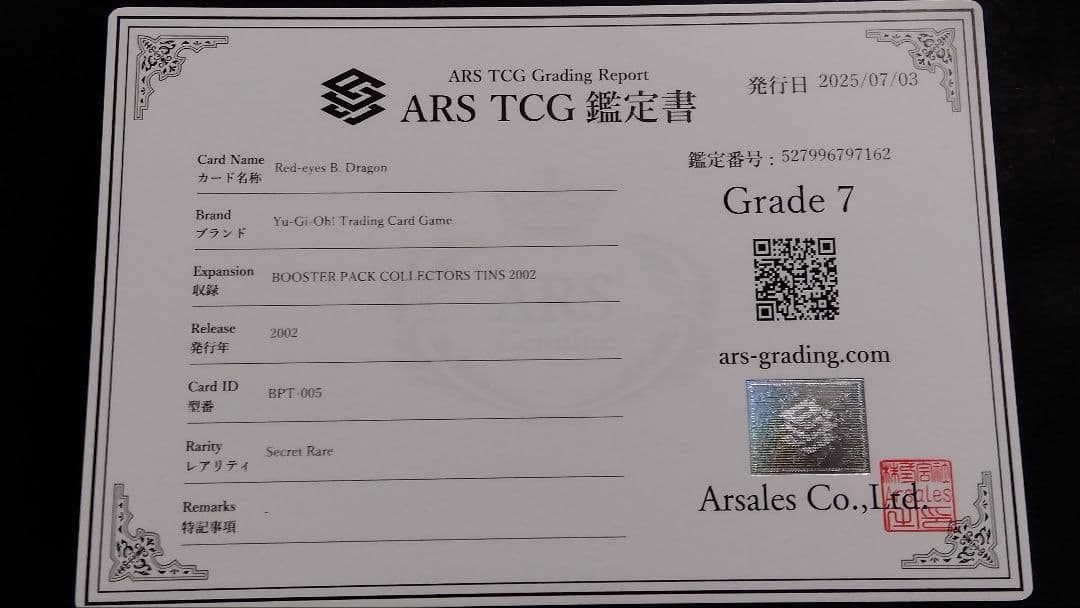 ARS TCG Grading Report
ARS TCG 鑑定書
発行日 2025/07/03
Card Name
カード名称
Red-eyes B. Dragon
Brand
ブランド
Yu-Gi-Oh! Trading Card Game
Expansion
収録
BOOSTER PACK COLLECTORS TINS 2002
Release
発行年
2002
Card ID
型番
BPT-005
Rarity
レアリティ
Secret Rare
Remarks
特記事項
-
鑑定番号 : 527996797162
Grade 7
ars-grading.com
Arsales Co.,Ltd.
ARS
Genuine
Arsales